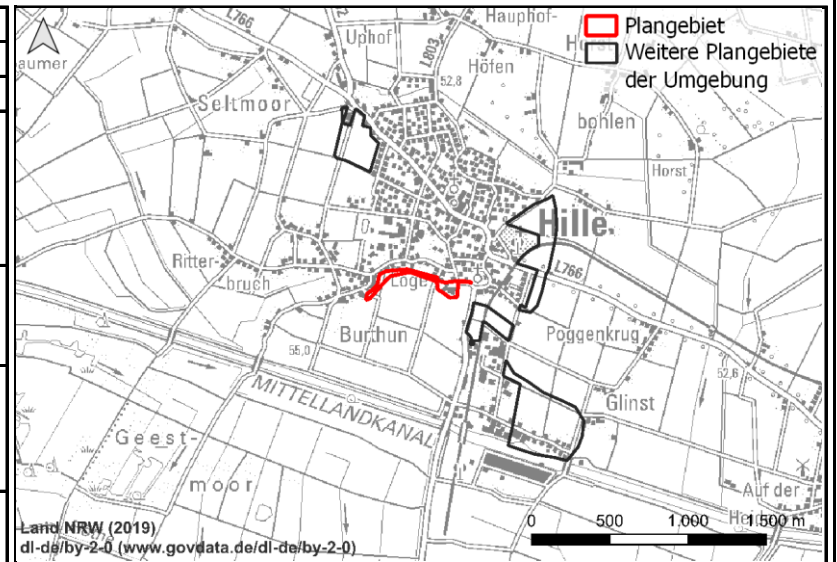 Plangebiet
Weitere Plangebiete
der Umgebung
aumer
L766
Uphof
L803
Hauphof-
52,8
Höfen
Seltmoor
bohlen
Horst
Hille
Ritter-
bruch
L766
Burthun
Poggenkrug
55,0
52,6
MITTELLANDKANAL
Glinst
Geest-
moor
Auf der
Land NRW (2019)
dl-de/by-2-0 (www.govdata.de/dl-de/by-2-0)
0 500 1.000 1.500 m